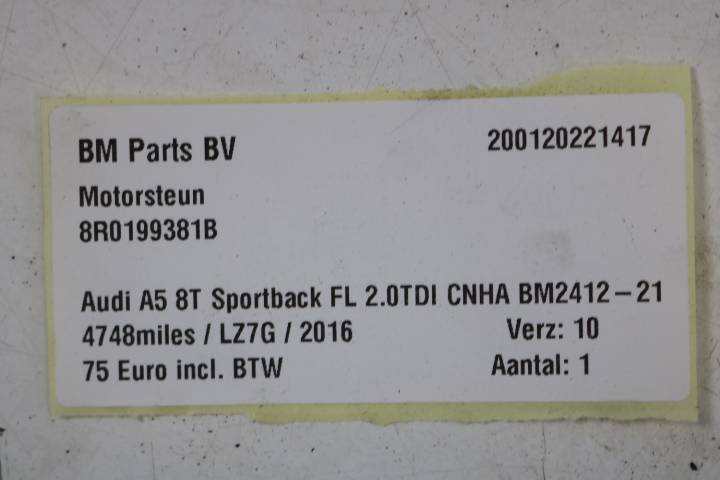 BM Parts BV 200120221417
Motorsteun
8R0199381B
Audi A5 8T Sportback FL 2.0TDI CNHA BM2412-21
4748miles / LZ7G / 2016 Verz: 10
75 Euro incl. BTW Aantal: 1